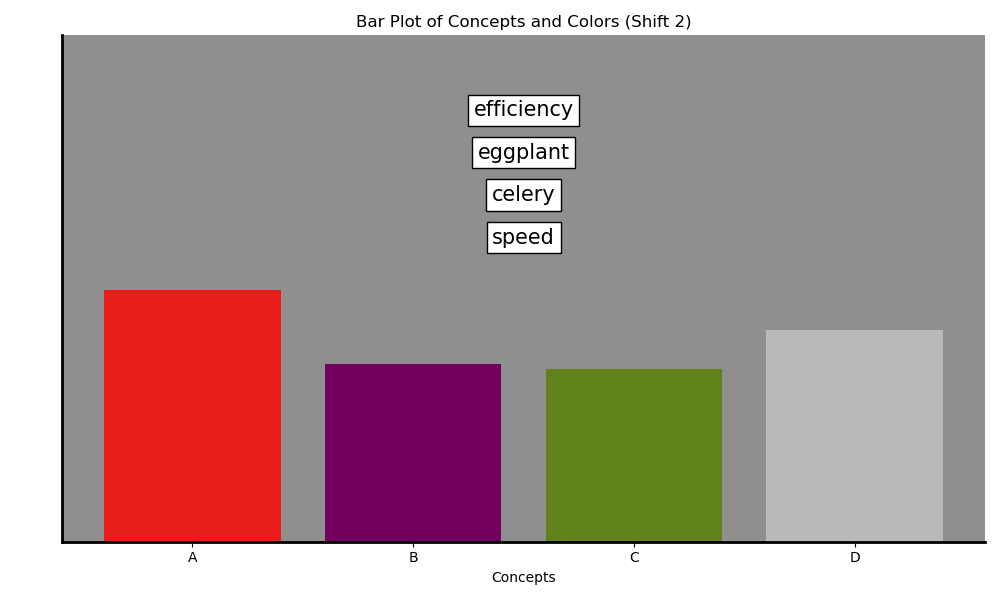 Bar Plot of Concepts and Colors (Shift 2)
efficiency
eggplant
celery
speed
A B C D
Concepts